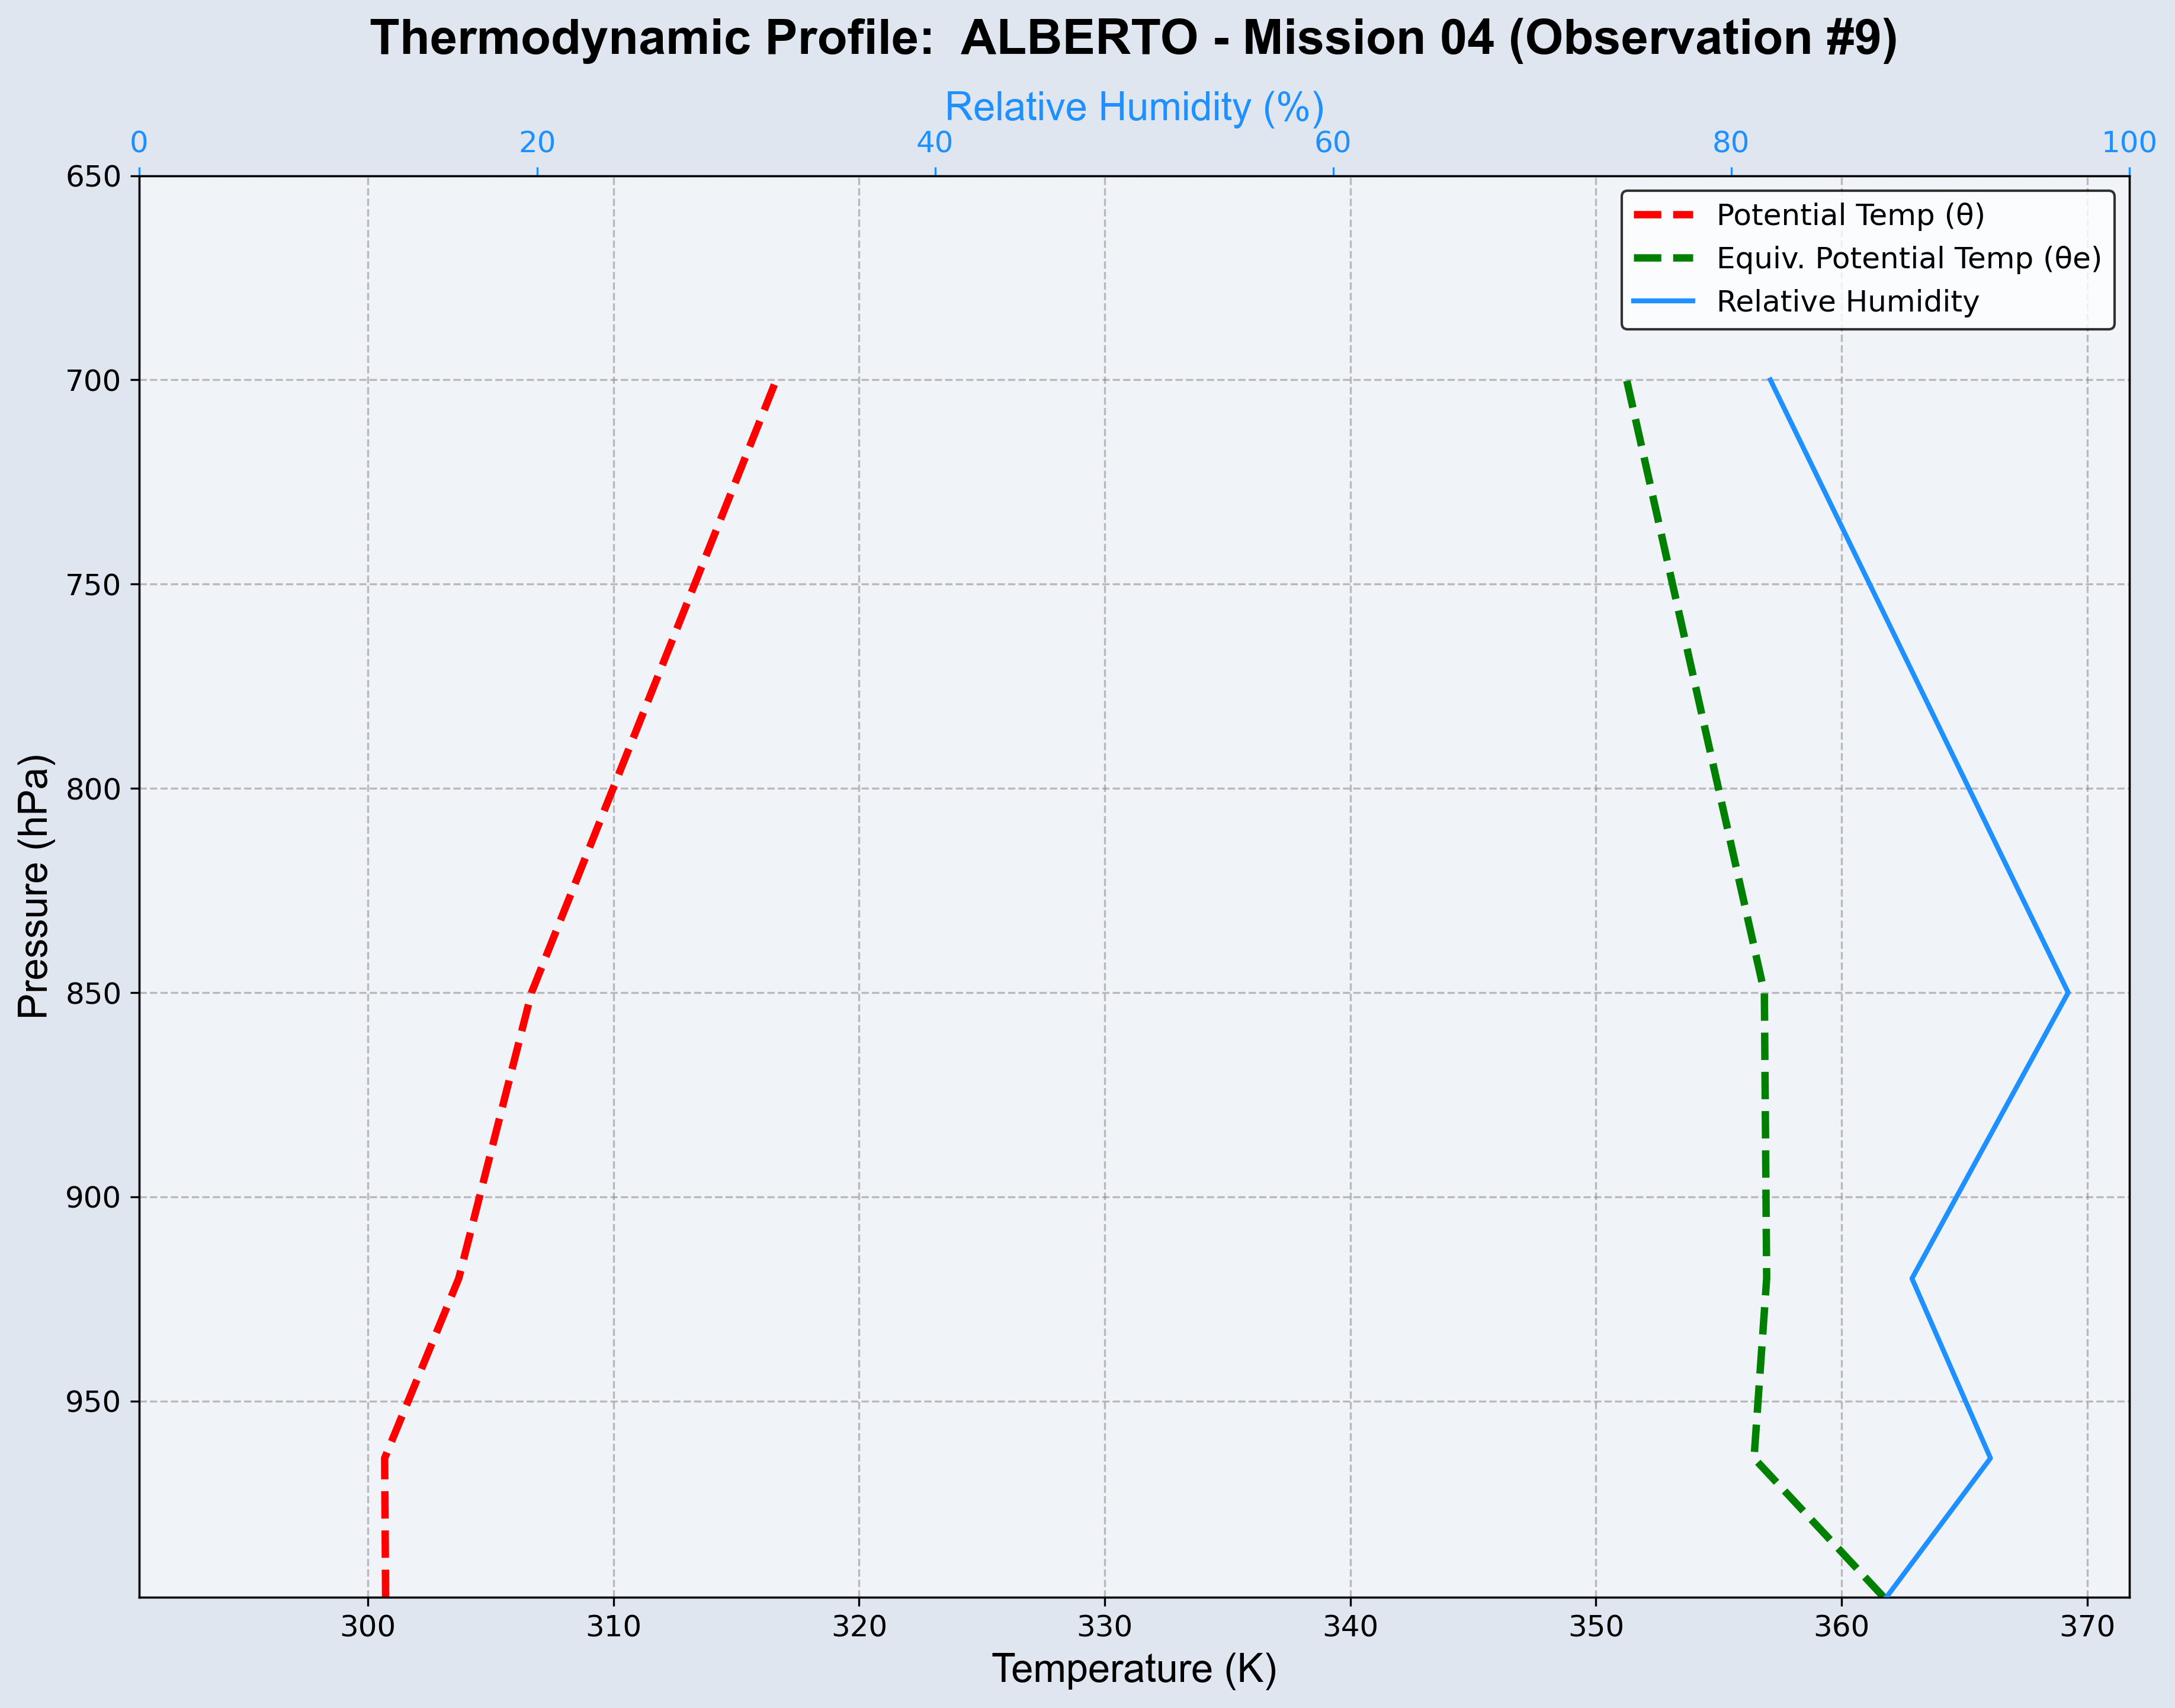 Thermodynamic Profile:  ALBERTO - Mission 04 (Observation #9)
Relative Humidity (%)
0 20 40 60 80 100
Potential Temp (θ)
Equiv. Potential Temp (θe)
Relative Humidity
Pressure (hPa)
650
700
750
800
850
900
950
300 310 320 330 340 350 360 370
Temperature (K)